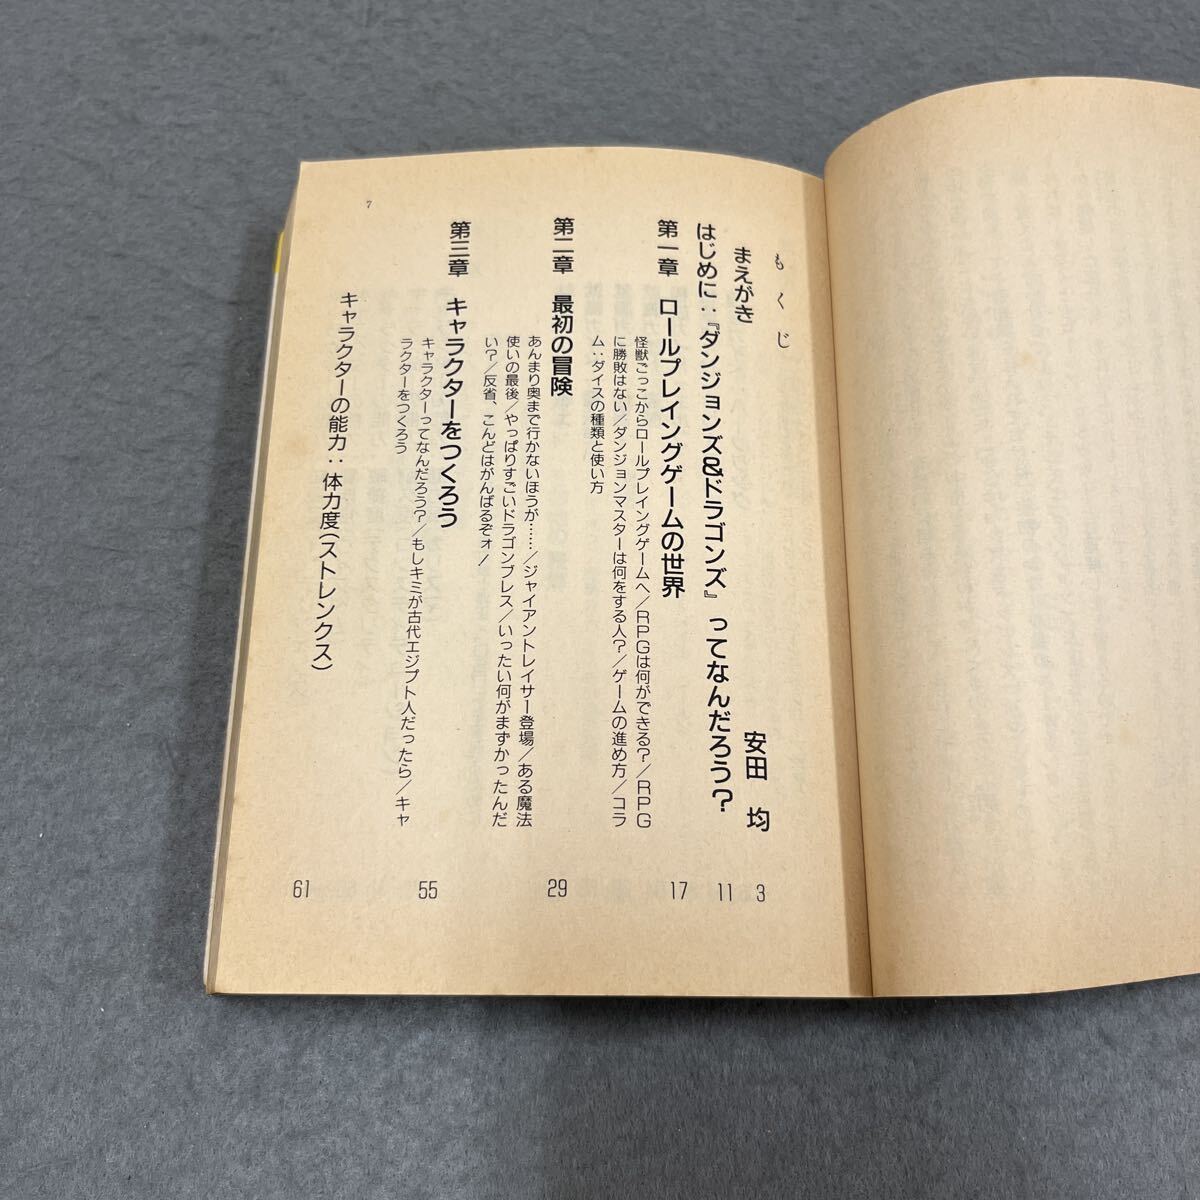 もくじ
まえがき 安田 均 3
はじめに：『ダンジョンズ&ドラゴンズ』ってなんだろう？ 11
第一章 ロールプレイングゲームの世界 17
怪獣ごっこからロールプレイングゲームへ／RPGは何ができる？／RPG
に勝敗はない／ダンジョンマスターは何をする人？／ゲームの進め方／コラ
ム：ダイスの種類と使い方
第二章 最初の冒険 29
あんまり奥まで行かないほうが……／ジャイアントレイサー登場／ある魔法
使いの最後／やっぱりすごいドラゴンブレス／いったい何がまずかったんだ
い？／反省、こんどはがんばるぞォ！
第三章 キャラクターをつくろう 55
キャラクターってなんだろう？／もしキミが古代エジプト人だったら／キャ
ラクターをつくろう
キャラクターの能力：体力度（ストレンクス） 61
7